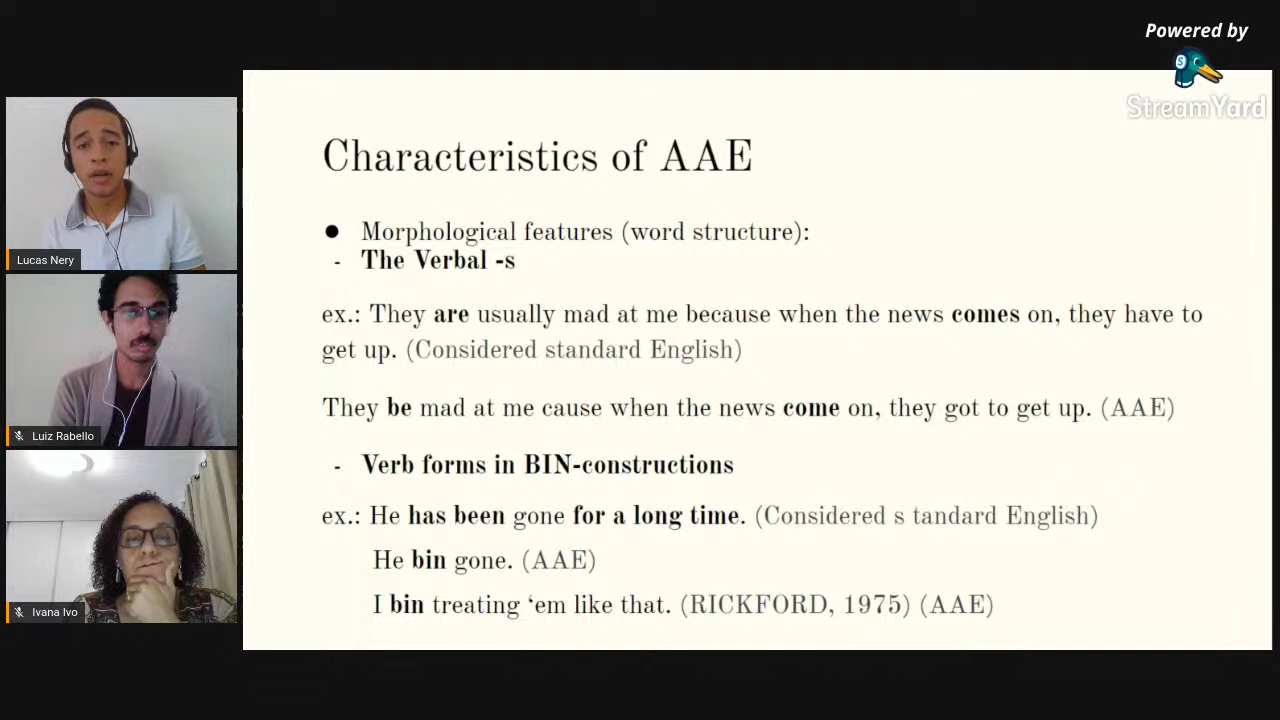 Powered by
StreamYard
Characteristics of AAE
● Morphological features (word structure):
- The Verbal -s
ex.: They are usually mad at me because when the news comes on, they have to
get up. (Considered standard English)
They be mad at me cause when the news come on, they got to get up. (AAE)
- Verb forms in BIN-constructions
ex.: He has been gone for a long time. (Considered s tandard English)
He bin gone. (AAE)
I bin treating ‘em like that. (RICKFORD, 1975) (AAE)
Lucas Nery
Luiz Rabello
Ivana Ivo